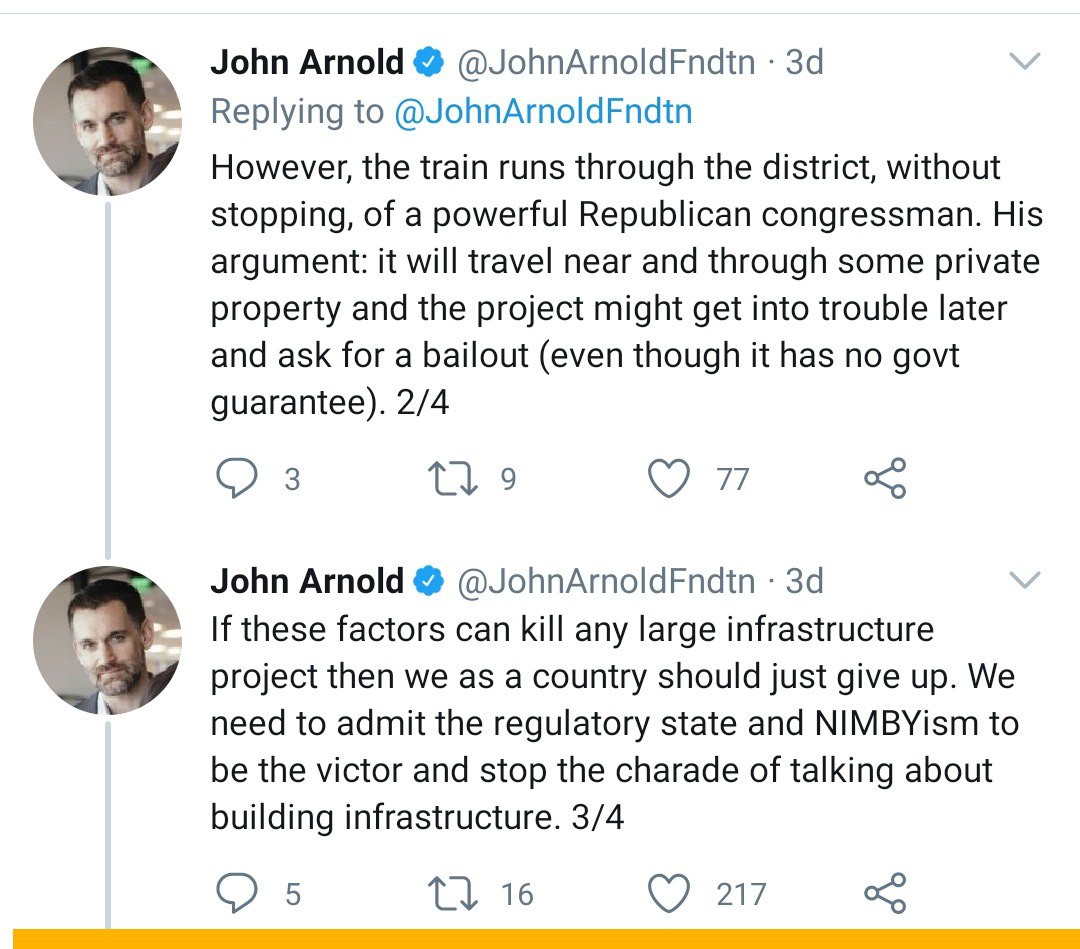 John Arnold @JohnArnoldFndtn · 3d
Replying to @JohnArnoldFndtn
However, the train runs through the district, without
stopping, of a powerful Republican congressman. His
argument: it will travel near and through some private
property and the project might get into trouble later
and ask for a bailout (even though it has no govt
guarantee). 2/4
3 9 77
John Arnold @JohnArnoldFndtn · 3d
If these factors can kill any large infrastructure
project then we as a country should just give up. We
need to admit the regulatory state and NIMBYism to
be the victor and stop the charade of talking about
building infrastructure. 3/4
5 16 217